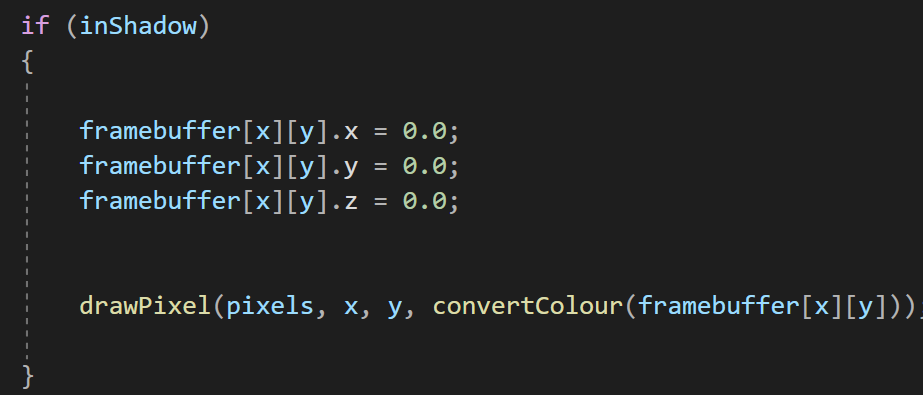 if (inShadow)
{
framebuffer[x][y].x = 0.0;
framebuffer[x][y].y = 0.0;
framebuffer[x][y].z = 0.0;
drawPixel(pixels, x, y, convertColour(framebuffer[x][y]));
}